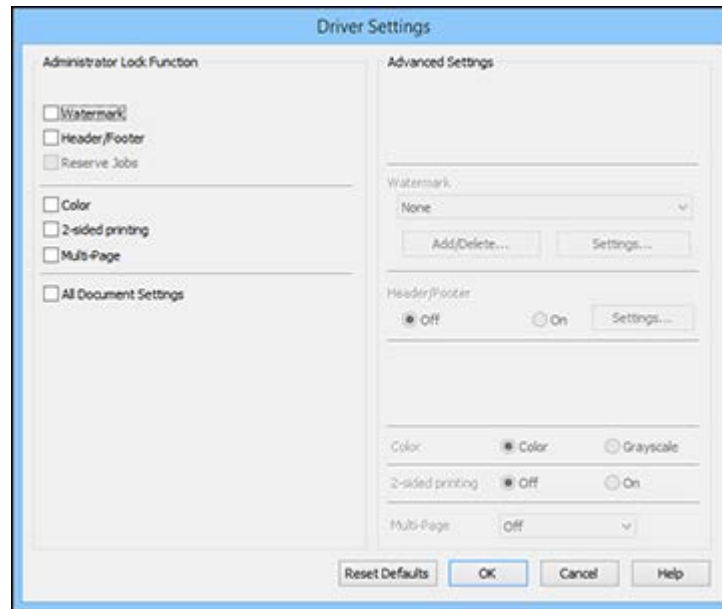 Driver Settings
Administrator Lock Function
Watermark
Header/Footer
Reserve Jobs
Color
2-sided printing
Multi-Page
All Document Settings
Advanced Settings
Watermark
None
Add/Delete... Settings...
Header/Footer
Off On Settings...
Color Color Grayscale
2-sided printing Off On
Multi-Page Off
Reset Defaults OK Cancel Help